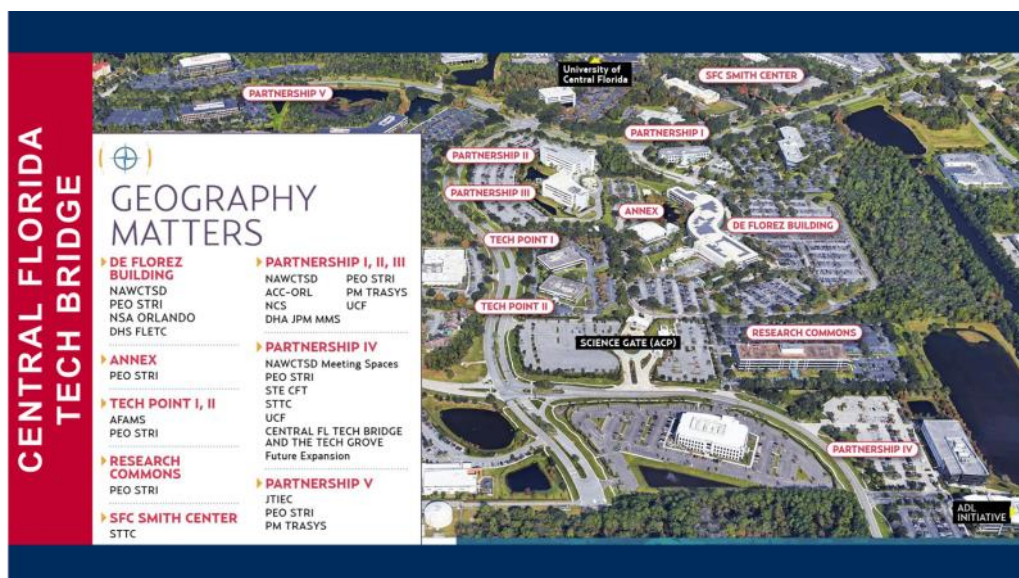 CENTRAL FLORIDA
TECH BRIDGE
GEOGRAPHY
MATTERS
DE FLOREZ
BUILDING
NAWCTSD
PEO STRI
NSA ORLANDO
DHS FLETC
ANNEX
PEO STRI
TECH POINT I, II
AFAMS
PEO STRI
RESEARCH
COMMONS
PEO STRI
SFC SMITH CENTER
STTC
PARTNERSHIP I, II, III
NAWCTSD PEO STRI
ACC-ORL PM TRASYS
NCS UCF
DHA JPM MMS
PARTNERSHIP IV
NAWCTSD Meeting Spaces
PEO STRI
STE CFT
STTC
UCF
CENTRAL FL TECH BRIDGE
AND THE TECH GROVE
Future Expansion
PARTNERSHIP V
JTIEC
PEO STRI
PM TRASYS
University of
Central Florida
SFC SMITH CENTER
PARTNERSHIP V
PARTNERSHIP I
PARTNERSHIP II
PARTNERSHIP III
ANNEX
DE FLOREZ BUILDING
TECH POINT I
TECH POINT II
SCIENCE GATE (ACP)
RESEARCH COMMONS
PARTNERSHIP IV
ADL
INITIATIVE